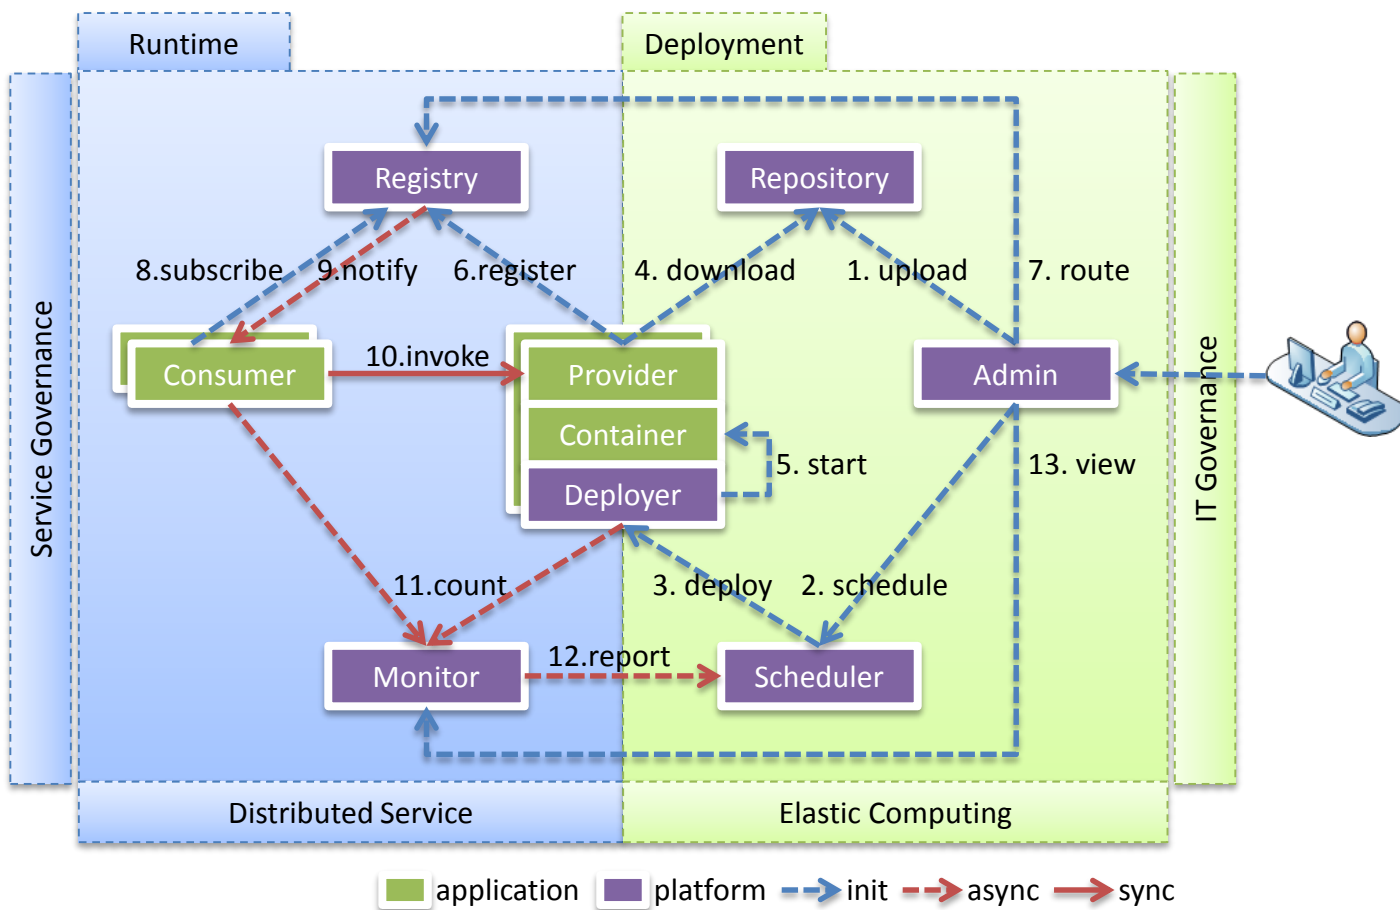 Runtime
Deployment
Registry
Repository
8.subscribe
9.notify
6.register
4. download
1. upload
7. route
Service Governance
IT Governance
Consumer
10.invoke
Provider
Admin
Container
5. start
13. view
Deployer
11.count
3. deploy
2. schedule
12.report
Monitor
Scheduler
Distributed Service
Elastic Computing
application
platform
init
async
sync